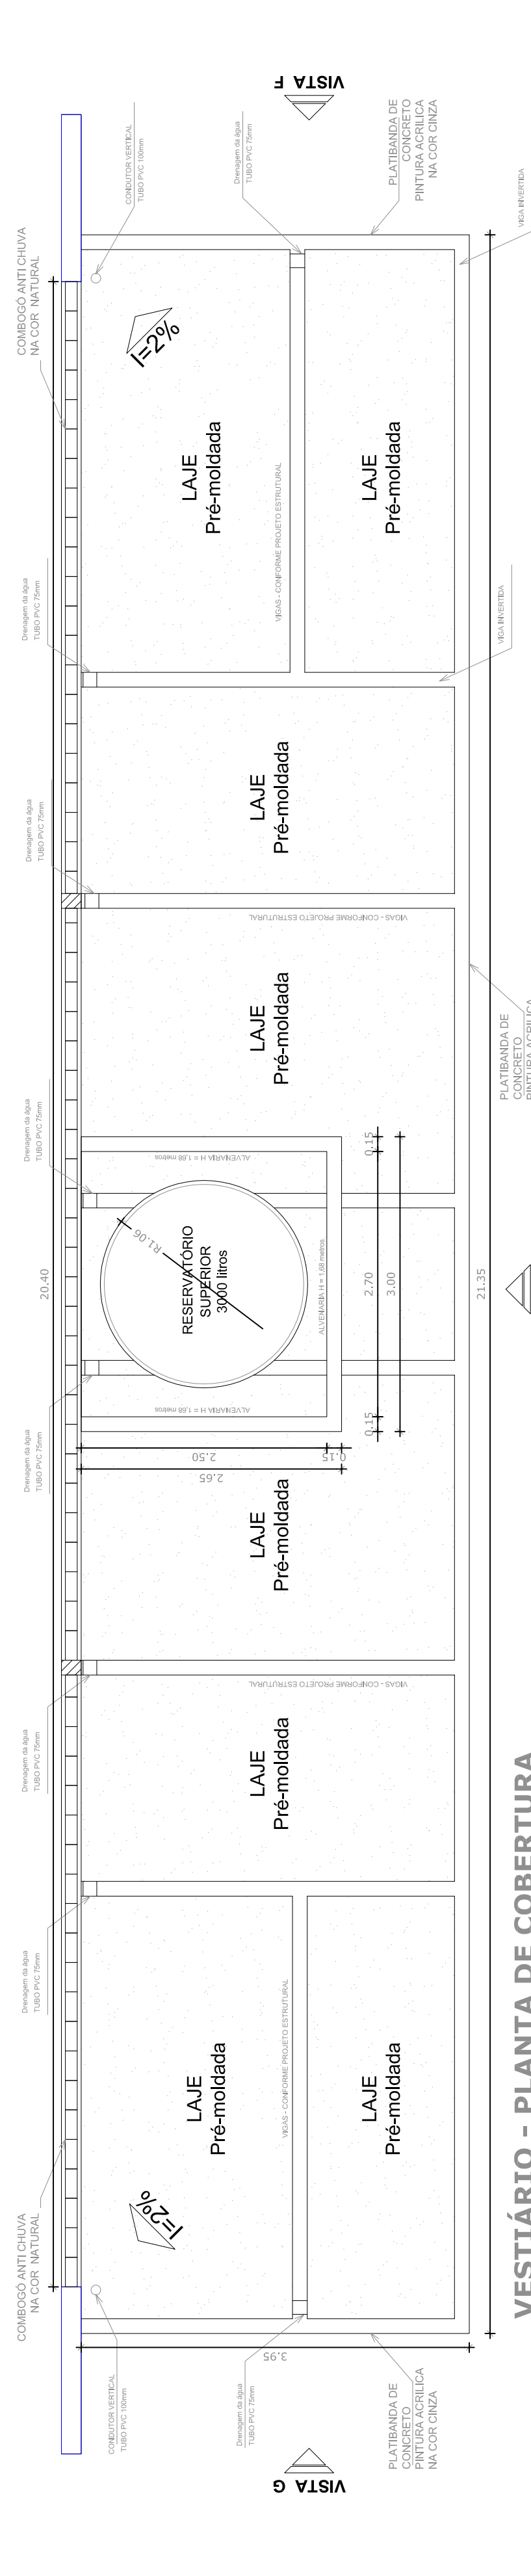 VISTA F
CONDUTOR VERTICAL
TUBO PVC 100mm
Drenagem da água
TUBO PVC 75mm
PLATIBANDA DE
CONCRETO
PINTURA ACRILICA
NA COR CINZA
VIGA INVERTIDA
COMBOGÓ ANTI CHUVA
NA COR NATURAL
I=2%
LAJE
Pré-moldada
VIGAS - CONFORME PROJETO ESTRUTURAL
LAJE
Pré-moldada
Drenagem da água
TUBO PVC 75mm
VIGA INVERTIDA
LAJE
Pré-moldada
Drenagem da água
TUBO PVC 75mm
VIGAS - CONFORME PROJETO ESTRUTURAL
LAJE
Pré-moldada
PLATIBANDA DE
CONCRETO
PINTURA ACRILICA
Drenagem da água
TUBO PVC 75mm
ALVENARIA H = 1,68 metros
0.15
R1.06
RESERVATÓRIO
SUPERIOR
3000 litros
ALVENARIA H = 1,68 metros
2.70
3.00
20.40
21.35
ALVENARIA H = 1,68 metros
0.15
2.50
0.15
2.65
Drenagem da água
TUBO PVC 75mm
LAJE
Pré-moldada
VIGAS - CONFORME PROJETO ESTRUTURAL
Drenagem da água
TUBO PVC 75mm
LAJE
Pré-moldada
Drenagem da água
TUBO PVC 75mm
VIGAS - CONFORME PROJETO ESTRUTURAL
LAJE
Pré-moldada
LAJE
Pré-moldada
I=2%
COMBOGÓ ANTI CHUVA
NA COR NATURAL
CONDUTOR VERTICAL
TUBO PVC 100mm
Drenagem da água
TUBO PVC 75mm
3.95
PLATIBANDA DE
CONCRETO
PINTURA ACRILICA
NA COR CINZA
VISTA G
VESTIÁRIO - PLANTA DE COBERTURA